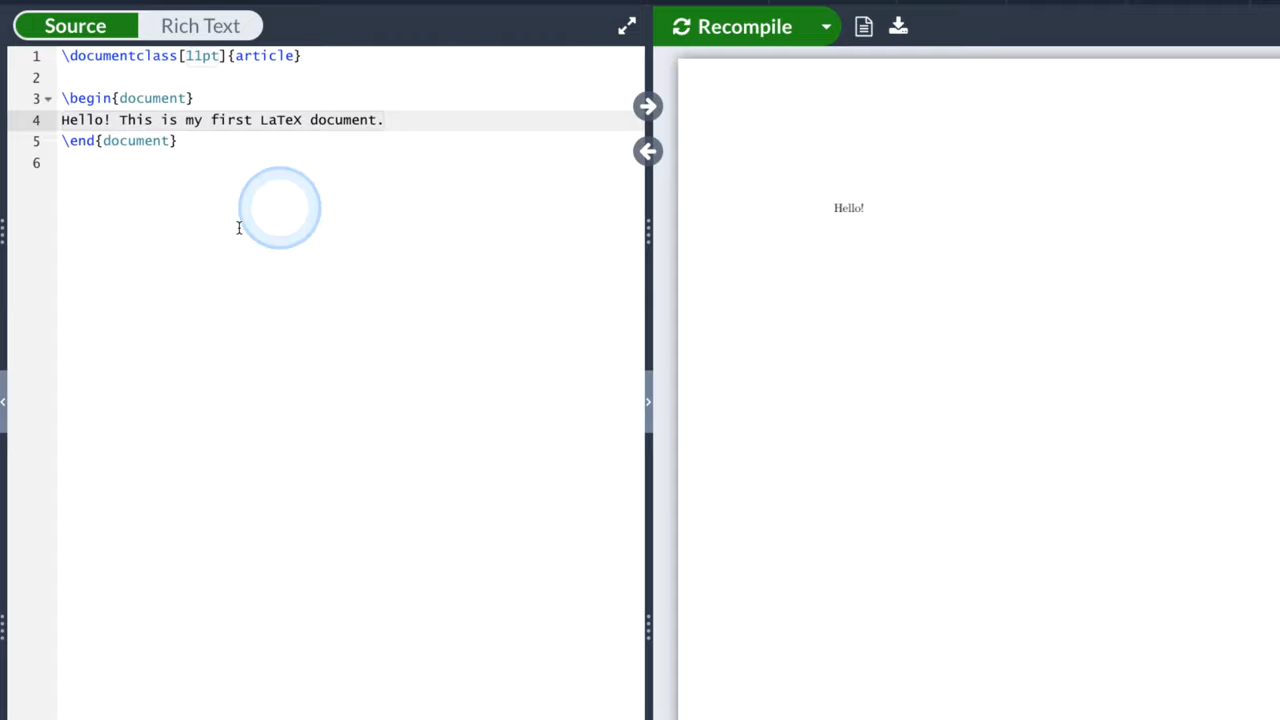 Source Rich Text
Recompile
1 \documentclass[11pt]{article}
2
3 \begin{document}
4 Hello! This is my first LaTeX document.
5 \end{document}
6
Hello!